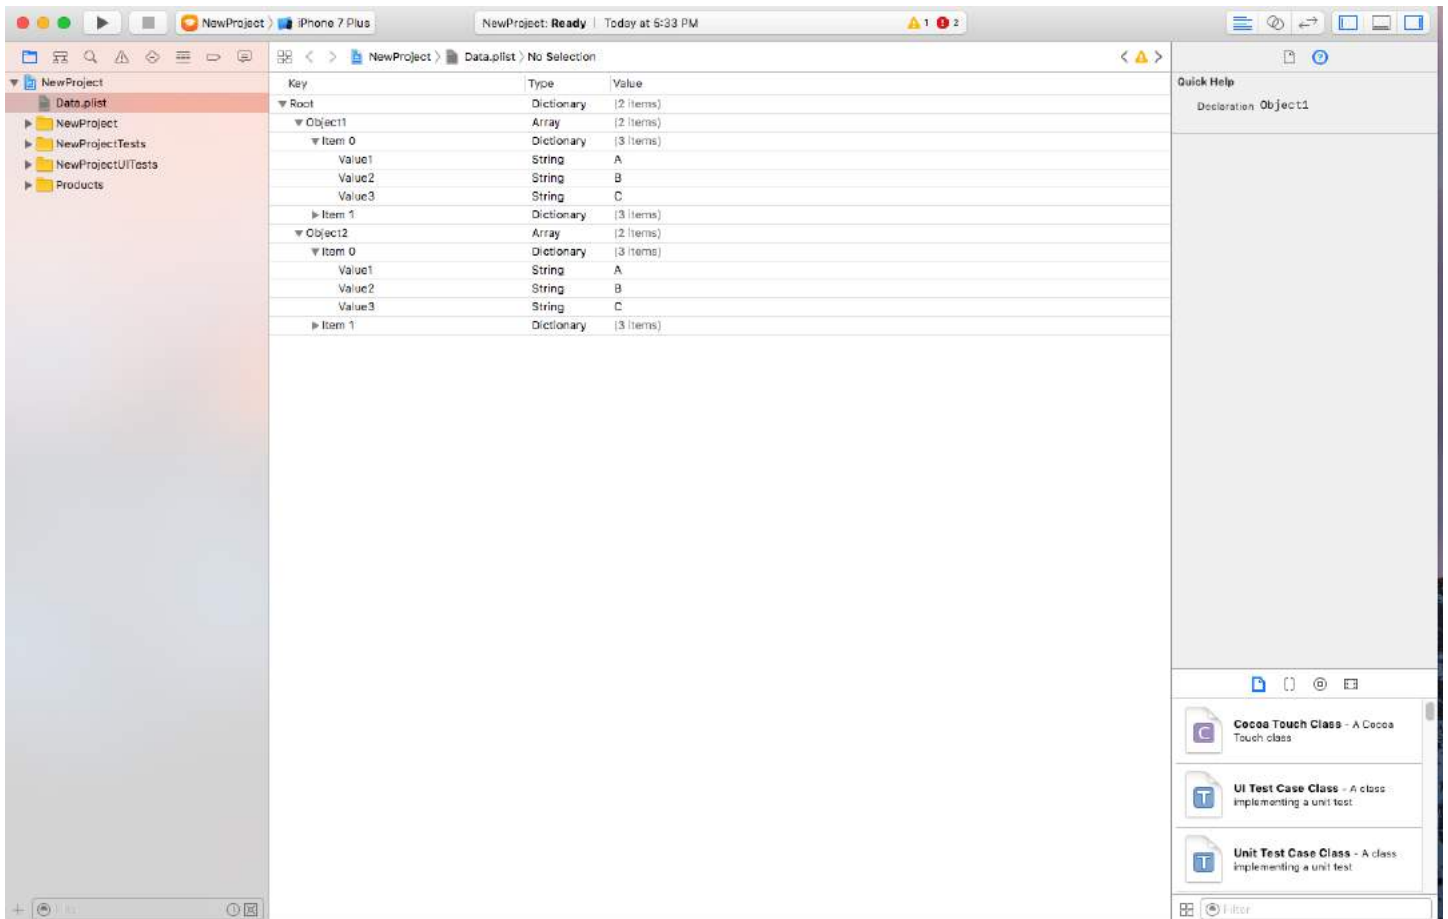 NewProject iPhone 7 Plus
NewProject: Ready | Today at 5:33 PM
1 2
NewProject
Data.plist
NewProject
NewProjectTests
NewProjectUITests
Products
NewProject Data.plist No Selection
Key Type Value
Root Dictionary (2 items)
Object1 Array (2 items)
Item 0 Dictionary (3 items)
Value1 String A
Value2 String B
Value3 String C
Item 1 Dictionary (3 items)
Object2 Array (2 items)
Item 0 Dictionary (3 items)
Value1 String A
Value2 String B
Value3 String C
Item 1 Dictionary (3 items)
Quick Help
Declaration Object1
C
Cocoa Touch Class - A Cocoa
Touch class
T
UI Test Case Class - A class
implementing a unit test
T
Unit Test Case Class - A class
implementing a unit test
Filter